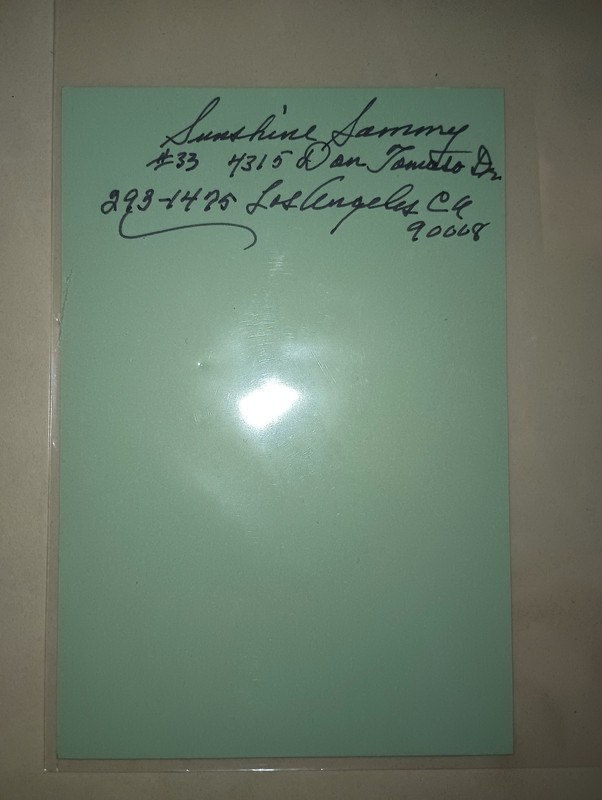 Sunshine Sammy
#33 4315 Don Tomaso Dr.
293-1475 Los Angeles CA
90008